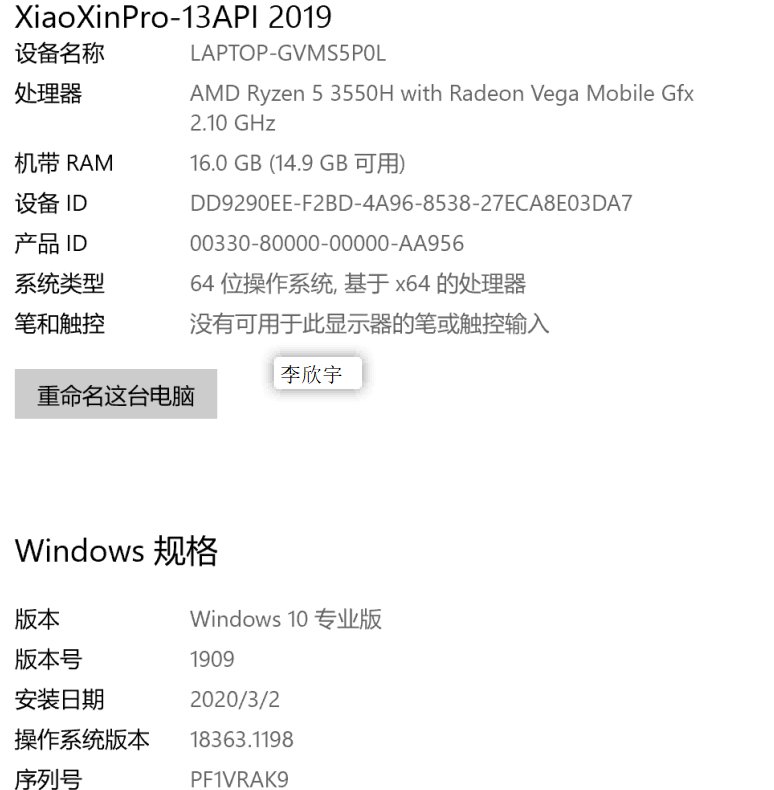 XiaoXinPro-13API 2019
设备名称 LAPTOP-GVMS5P0L
处理器 AMD Ryzen 5 3550H with Radeon Vega Mobile Gfx
2.10 GHz
机带 RAM 16.0 GB (14.9 GB 可用)
设备 ID DD9290EE-F2BD-4A96-8538-27ECA8E03DA7
产品 ID 00330-80000-00000-AA956
系统类型 64 位操作系统, 基于 x64 的处理器
笔和触控 没有可用于此显示器的笔或触控输入
李欣宇
重命名这台电脑
Windows 规格
版本 Windows 10 专业版
版本号 1909
安装日期 2020/3/2
操作系统版本 18363.1198
序列号 PF1VRAK9